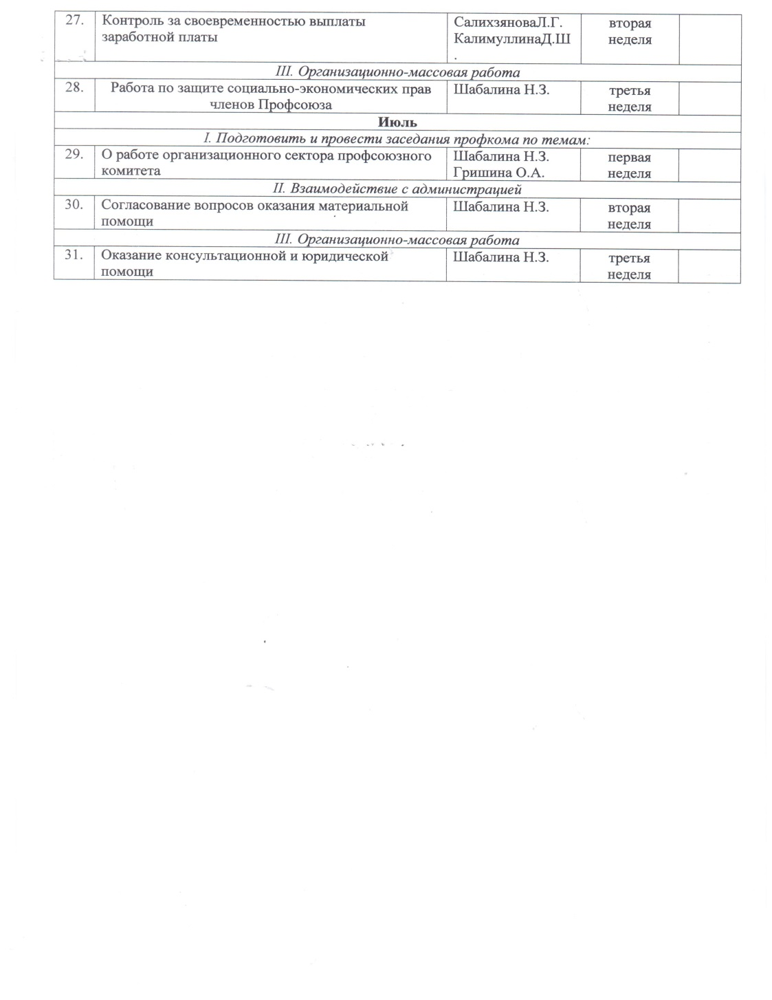 27. Контроль за своевременностью выплаты СалихзяноваЛ.Г. вторая
заработной платы КалимуллинаД.Ш неделя
.
III. Организационно-массовая работа
28. Работа по защите социально-экономических прав Шабалина Н.З. третья
членов Профсоюза неделя
Июль
I. Подготовить и провести заседания профкома по темам:
29. О работе организационного сектора профсоюзного Шабалина Н.З. первая
комитета Гришина О.А. неделя
II. Взаимодействие с администрацией
30. Согласование вопросов оказания материальной Шабалина Н.З. вторая
помощи неделя
III. Организационно-массовая работа
31. Оказание консультационной и юридической Шабалина Н.З. третья
помощи неделя